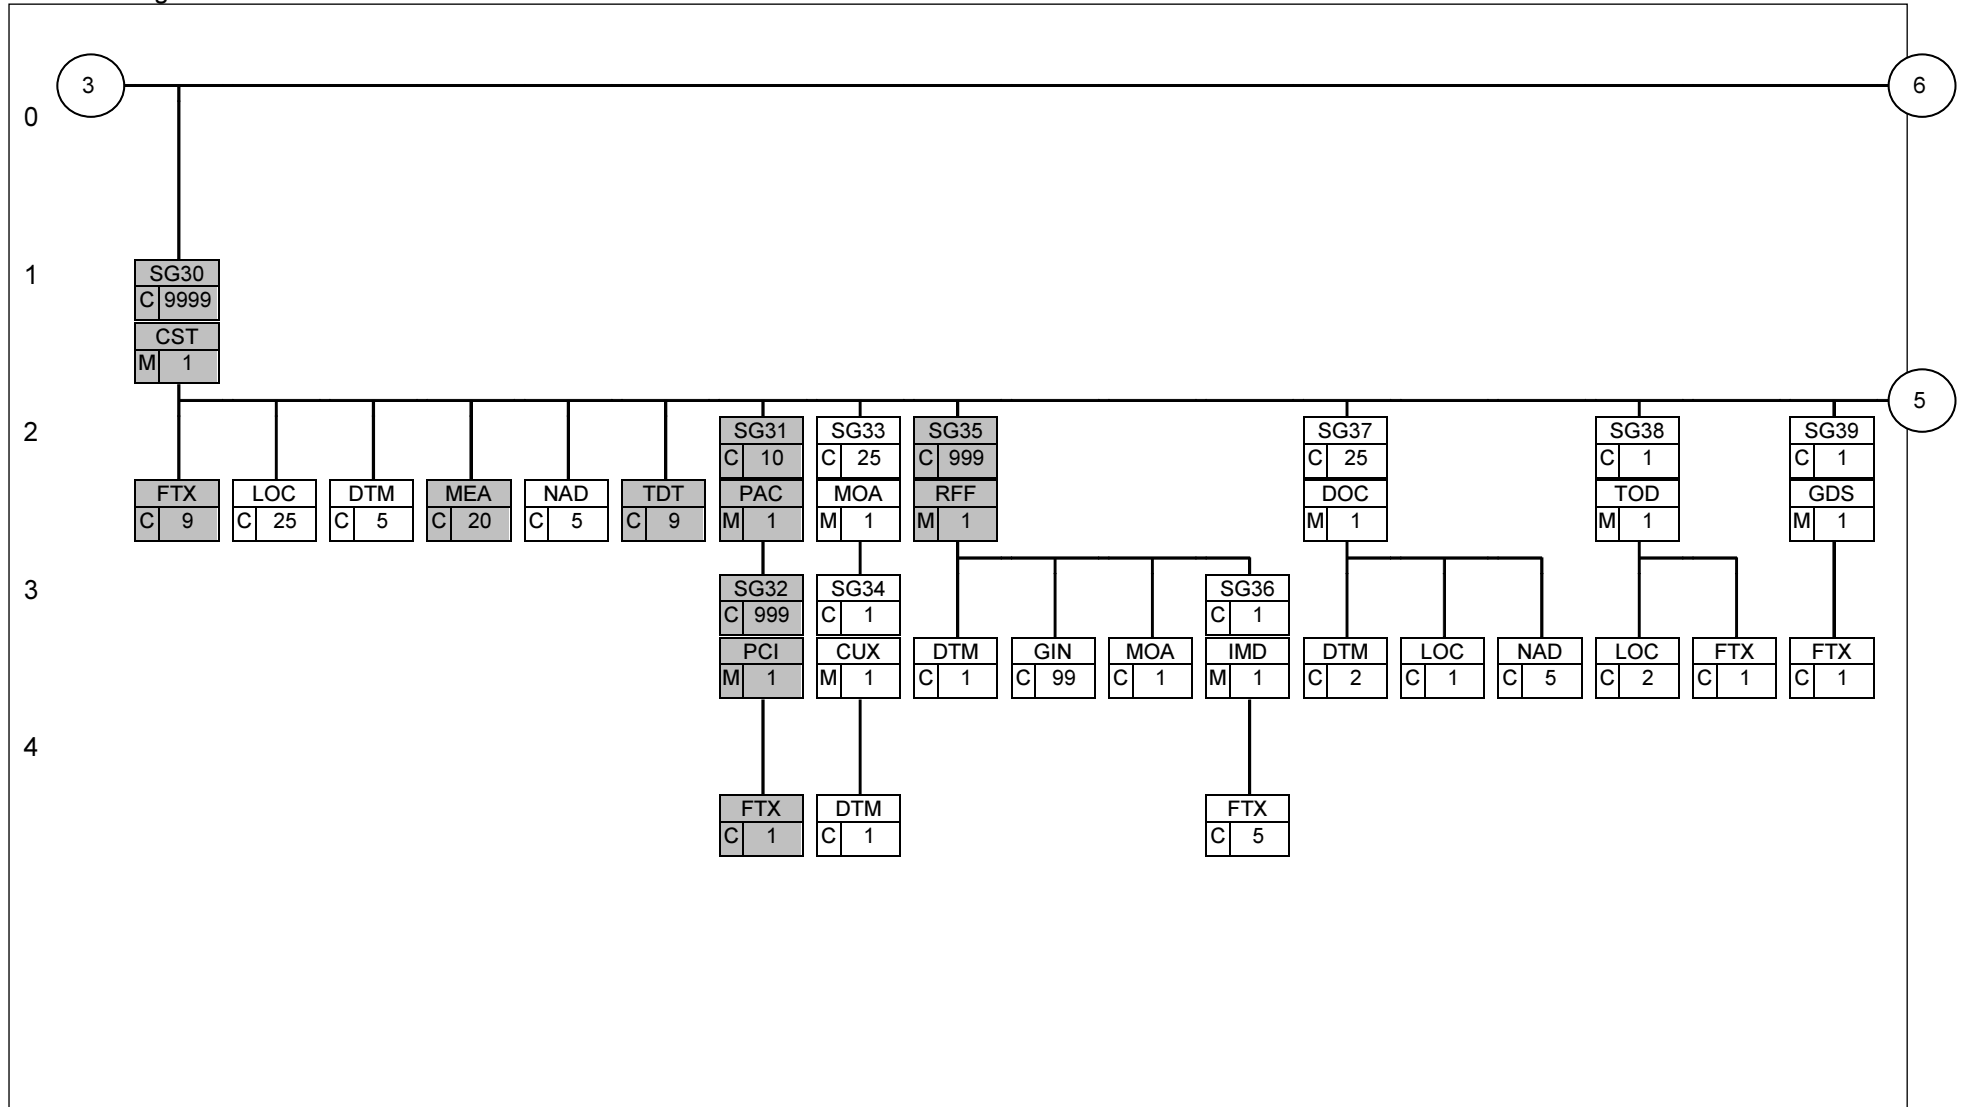 3 6
0
1
SG30
C 9999
CST
M 1
5
2
SG31 SG33 SG35 SG37 SG38 SG39
C 10 C 25 C 999 C 25 C 1 C 1
FTX LOC DTM MEA NAD TDT PAC MOA RFF DOC TOD GDS
C 9 C 25 C 5 C 20 C 5 C 9 M 1 M 1 M 1 M 1 M 1 M 1
3
SG32 SG34 SG36
C 999 C 1 C 1
PCI CUX DTM GIN MOA IMD DTM LOC NAD LOC FTX FTX
M 1 M 1 C 1 C 99 C 1 M 1 C 2 C 1 C 5 C 2 C 1 C 1
4
FTX DTM FTX
C 1 C 1 C 5